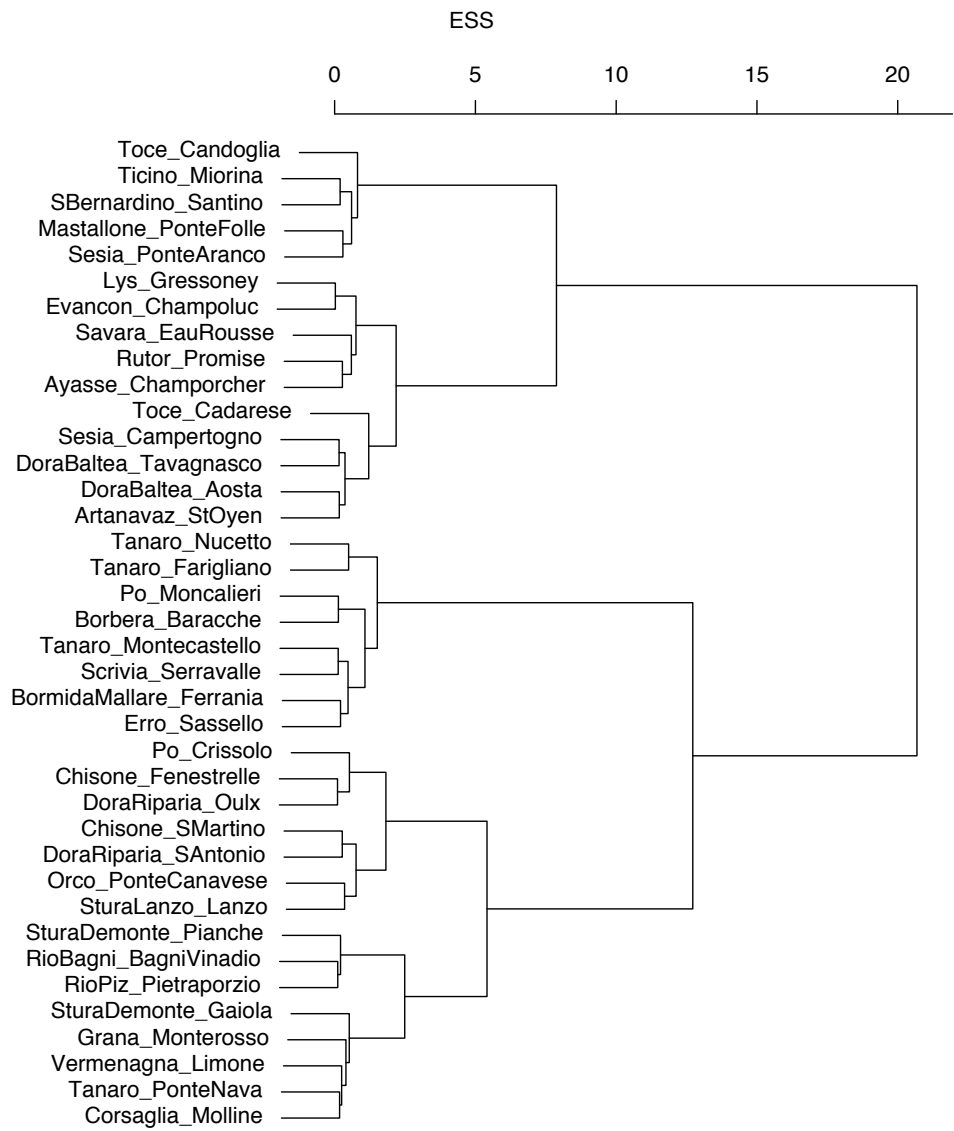 ESS
0 5 10 15 20
Toce_Candoglia
Ticino_Miorina
SBernardino_Santino
Mastallone_PonteFolle
Sesia_PonteAranco
Lys_Gressoney
Evancon_Champoluc
Savara_EauRousse
Rutor_Promise
Ayasse_Champorcher
Toce_Cadarese
Sesia_Campertogno
DoraBaltea_Tavagnasco
DoraBaltea_Aosta
Artanavaz_StOyen
Tanaro_Nucetto
Tanaro_Farigliano
Po_Moncalieri
Borbera_Baracche
Tanaro_Montecastello
Scrivia_Serravalle
BormidaMallare_Ferrania
Erro_Sassello
Po_Crissolo
Chisone_Fenestrelle
DoraRiparia_Oulx
Chisone_SMartino
DoraRiparia_SAntonio
Orco_PonteCanavese
SturaLanzo_Lanzo
SturaDemonte_Pianche
RioBagni_BagniVinadio
RioPiz_Pietraporzio
SturaDemonte_Gaiola
Grana_Monterosso
Vermenagna_Limone
Tanaro_PonteNava
Corsaglia_Molline